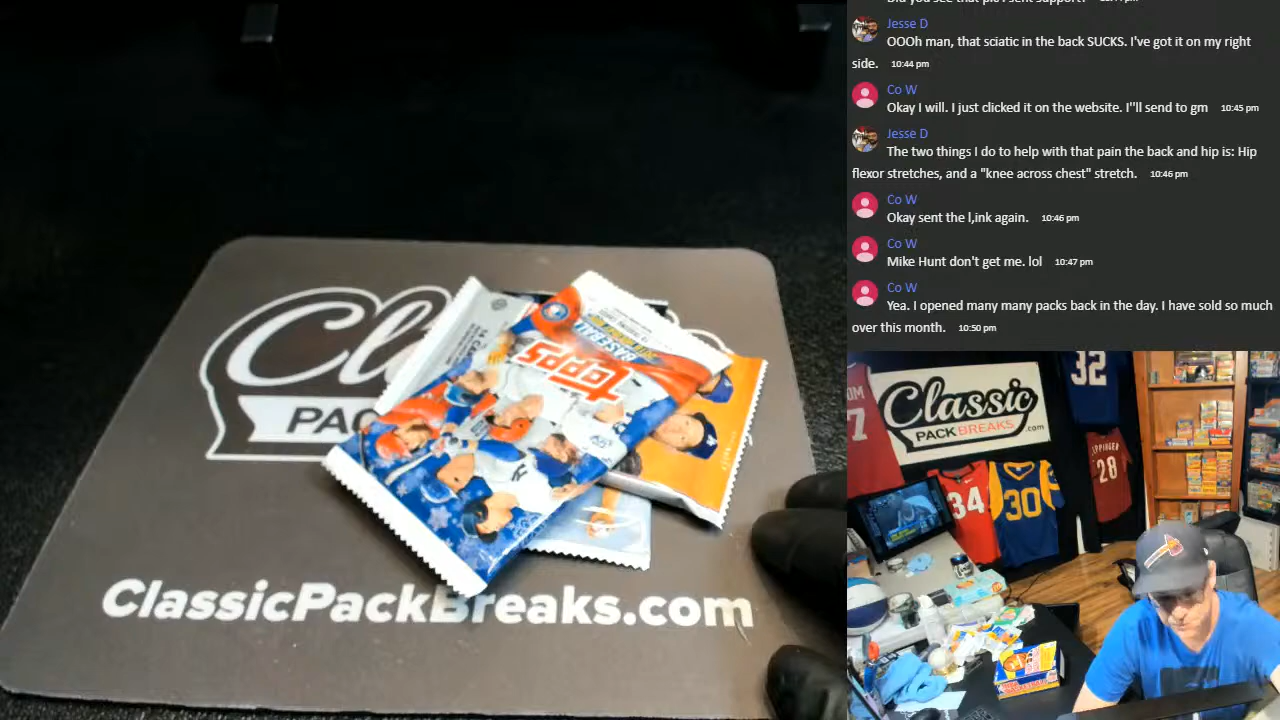 Jesse D
OOOh man, that sciatic in the back SUCKS. I've got it on my right
side. 10:44 pm
Co W
Okay I will. I just clicked it on the website. I"ll send to gm 10:45 pm
Jesse D
The two things I do to help with that pain the back and hip is: Hip
flexor stretches, and a "knee across chest" stretch. 10:46 pm
Co W
Okay sent the l,ink again. 10:46 pm
Co W
Mike Hunt don't get me. lol 10:47 pm
Co W
Yea. I opened many many packs back in the day. I have sold so much
over this month. 10:50 pm
Cl
PAC
BASEBALL
topps
ClassicPackBreaks.com
Classic
PACK BREAKS .com
32
7
34
30
28